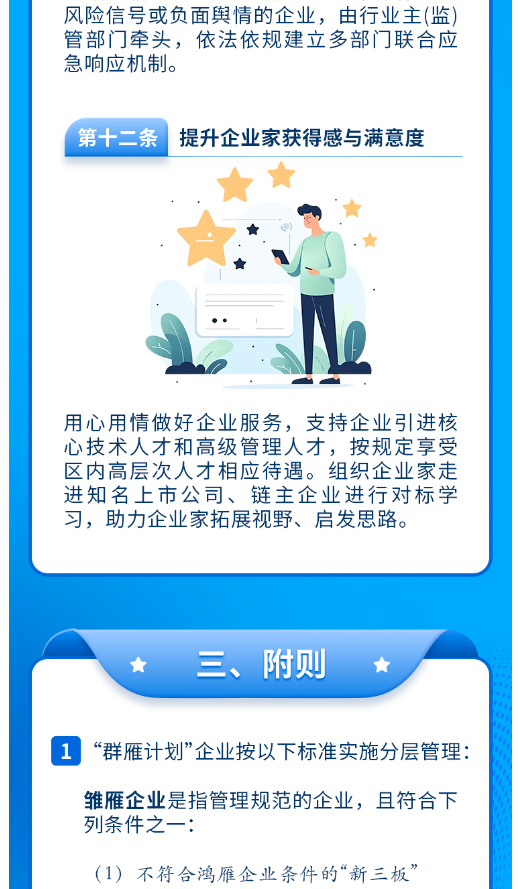 风险信号或负面舆情的企业，由行业主(监)
管部门牵头，依法依规建立多部门联合应
急响应机制。
第十二条 提升企业家获得感与满意度
用心用情做好企业服务，支持企业引进核
心技术人才和高级管理人才，按规定享受
区内高层次人才相应待遇。组织企业家走
进知名上市公司、链主企业进行对标学
习，助力企业家拓展视野、启发思路。
三、附则
1 “群雁计划”企业按以下标准实施分层管理：
雏雁企业是指管理规范的企业，且符合下
列条件之一：
（1）不符合鸿雁企业条件的“新三板”